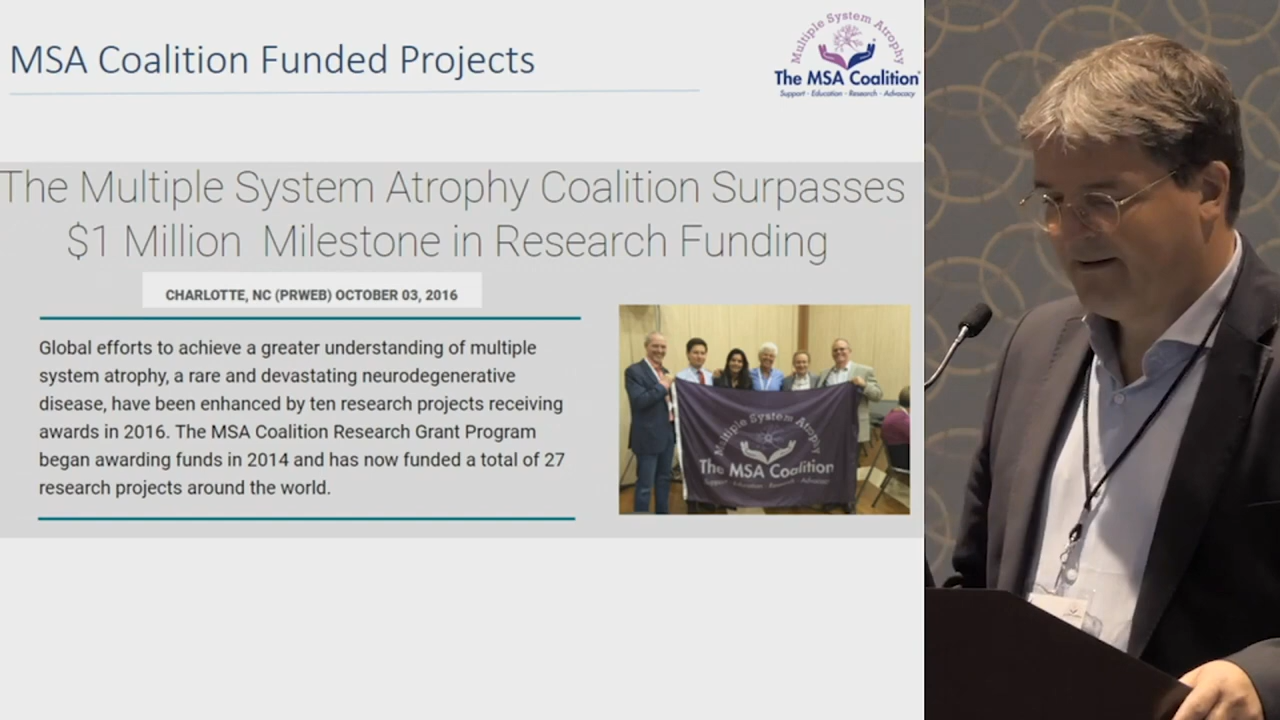 MSA Coalition Funded Projects
Multiple System Atrophy
The MSA Coalition®
Support · Education · Research · Advocacy
The Multiple System Atrophy Coalition Surpasses
$1 Million Milestone in Research Funding
CHARLOTTE, NC (PRWEB) OCTOBER 03, 2016
Global efforts to achieve a greater understanding of multiple
system atrophy, a rare and devastating neurodegenerative
disease, have been enhanced by ten research projects receiving
awards in 2016. The MSA Coalition Research Grant Program
began awarding funds in 2014 and has now funded a total of 27
research projects around the world.
Multiple System Atrophy
The MSA Coalition
Support · Education · Research · Advocacy